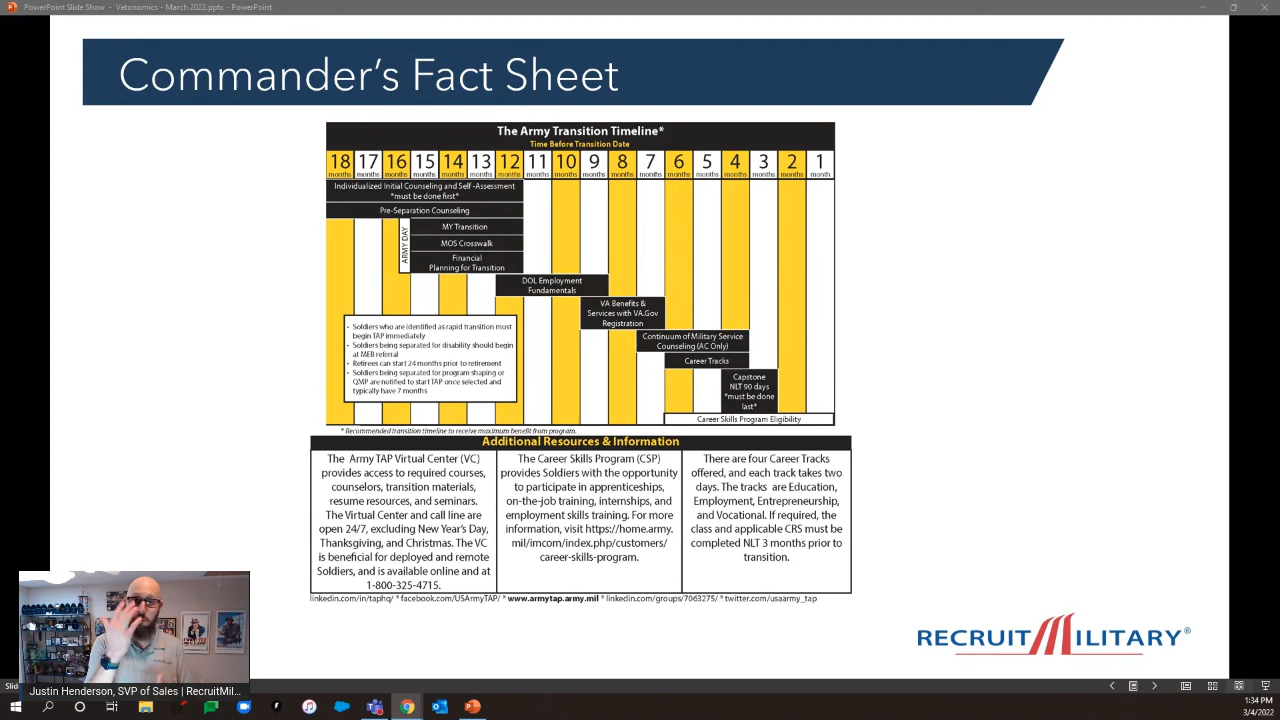 PowerPoint Slide Show - Vetonomics - March 2022.pptx - PowerPoint
Commander's Fact Sheet
The Army Transition Timeline*
Time Before Transition Date
18 17 16 15 14 13 12 11 10 9 8 7 6 5 4 3 2 1
months months months months months months months months months months months months months months months months months month
Individualized Initial Counseling and Self -Assessment
*must be done first*
Pre-Separation Counseling
ARMY DAY
MY Transition
MOS Crosswalk
Financial
Planning for Transition
DOL Employment
Fundamentals
VA Benefits &
Services with VA.Gov
Registration
Continuum of Military Service
Counseling (AC Only)
Career Tracks
Capstone
NLT 90 days
*must be done
last*
Career Skills Program Eligibility
• Soldiers who are identified as rapid transition must
begin TAP immediately
• Soldiers being separated for disability should begin
at MEB referral
• Retirees can start 24 months prior to retirement
• Soldiers being separated for program shaping or
QMP are notified to start TAP once selected and
typically have 7 months
* Recommended transition timeline to receive maximum benefit from program.
Additional Resources & Information
The Army TAP Virtual Center (VC)
provides access to required courses,
counselors, transition materials,
resume resources, and seminars.
The Virtual Center and call line are
open 24/7, excluding New Year's Day,
Thanksgiving, and Christmas. The VC
is beneficial for deployed and remote
Soldiers, and is available online and at
1-800-325-4715.
The Career Skills Program (CSP)
provides Soldiers with the opportunity
to participate in apprenticeships,
on-the-job training, internships, and
employment skills training. For more
information, visit https://home.army.
mil/imcom/index.php/customers/
career-skills-program.
There are four Career Tracks
offered, and each track takes two
days. The tracks are Education,
Employment, Entrepreneurship,
and Vocational. If required, the
class and applicable CRS must be
completed NLT 3 months prior to
transition.
linkedin.com/in/taphq/ * facebook.com/USArmyTAP/ * www.armytap.army.mil * linkedin.com/groups/7063275/ * twitter.com/usaarmy_tap
RECRUIT MILITARY®
Justin Henderson, SVP of Sales | RecruitMil...
Slid
1:34 PM
3/4/2022